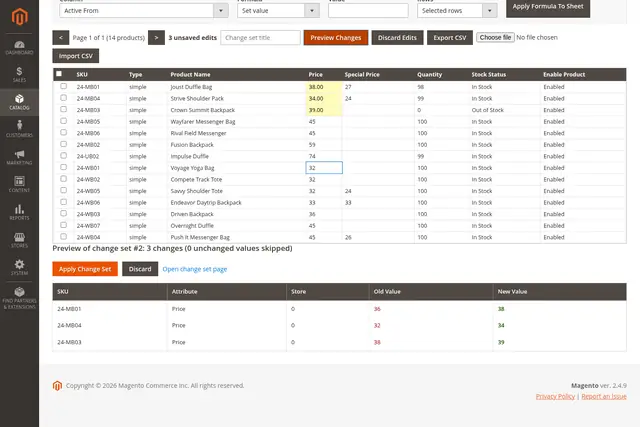 Column Formula Value Rows
Active From Set value Selected rows Apply Formula To Sheet
< Page 1 of 1 (14 products) > 3 unsaved edits Change set title Preview Changes Discard Edits Export CSV Choose file No file chosen
Import CSV
SKU Type Product Name Price Special Price Quantity Stock Status Enable Product
24-MB01 simple Joust Duffle Bag 38.00 27 98 In Stock Enabled
24-MB04 simple Strive Shoulder Pack 34.00 24 99 In Stock Enabled
24-MB03 simple Crown Summit Backpack 39.00 0 Out of Stock Enabled
24-MB05 simple Wayfarer Messenger Bag 45 100 In Stock Enabled
24-MB06 simple Rival Field Messenger 45 100 In Stock Enabled
24-MB02 simple Fusion Backpack 59 100 In Stock Enabled
24-UB02 simple Impulse Duffle 74 99 In Stock Enabled
24-WB01 simple Voyage Yoga Bag 32 100 In Stock Enabled
24-WB02 simple Compete Track Tote 32 100 In Stock Enabled
24-WB05 simple Savvy Shoulder Tote 32 24 100 In Stock Enabled
24-WB06 simple Endeavor Daytrip Backpack 33 33 100 In Stock Enabled
24-WB03 simple Driven Backpack 36 100 In Stock Enabled
24-WB07 simple Overnight Duffle 45 100 In Stock Enabled
24-WB04 simple Push It Messenger Bag 45 26 100 In Stock Enabled
Preview of change set #2: 3 changes (0 unchanged values skipped)
Apply Change Set Discard Open change set page
SKU Attribute Store Old Value New Value
24-MB01 Price 0 36 38
24-MB04 Price 0 32 34
24-MB03 Price 0 38 39
Copyright © 2026 Magento Commerce Inc. All rights reserved.
Magento ver. 2.4.9
Privacy Policy | Report an Issue
DASHBOARD
SALES
CATALOG
CUSTOMERS
MARKETING
CONTENT
REPORTS
STORES
SYSTEM
FIND PARTNERS
& EXTENSIONS